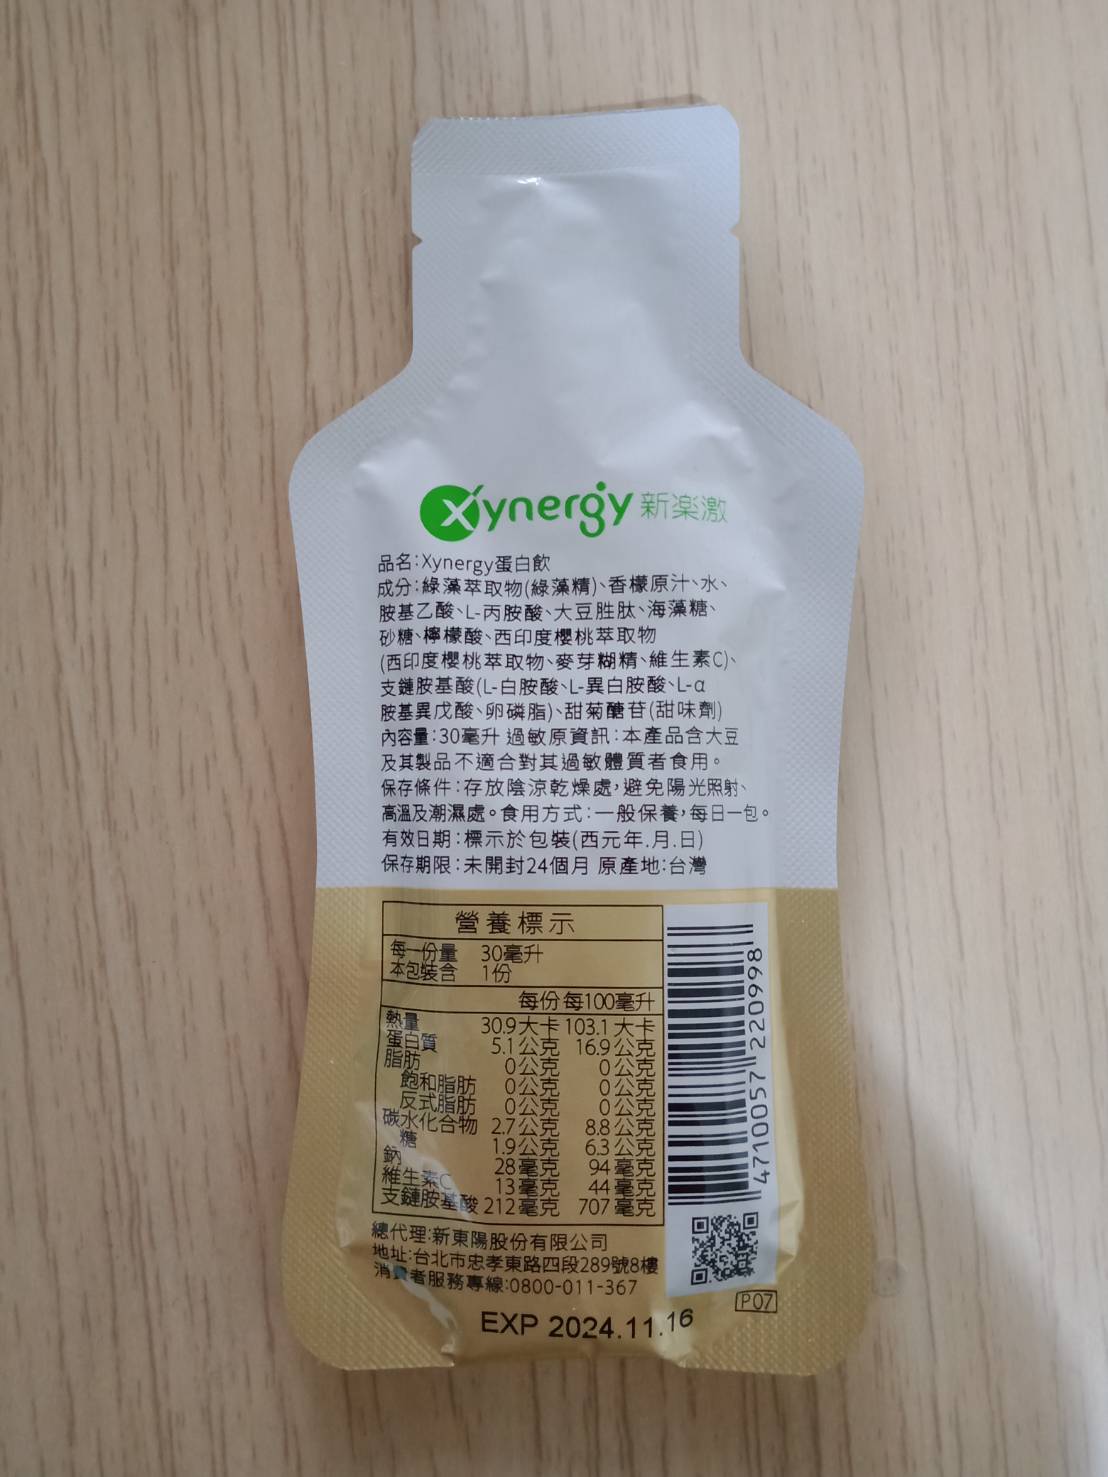 Xynergy 新楽激
品名:Xynergy蛋白飲
成分:綠藻萃取物(綠藻精)、香檬原汁、水、
胺基乙酸、L-丙胺酸、大豆胜肽、海藻糖、
砂糖、檸檬酸、西印度櫻桃萃取物
(西印度櫻桃萃取物、麥芽糊精、維生素C)、
支鏈胺基酸(L-白胺酸、L-異白胺酸、L-α
胺基異戊酸、卵磷脂)、甜菊醣苷(甜味劑)
內容量:30毫升 過敏原資訊:本產品含大豆
及其製品不適合對其過敏體質者食用。
保存條件:存放陰涼乾燥處,避免陽光照射、
高溫及潮濕處。食用方式:一般保養,每日一包。
有效日期:標示於包裝(西元年.月.日)
保存期限:未開封24個月 原產地:台灣
營養標示
每一份量 30毫升
本包裝含 1份
每份 每100毫升
熱量 30.9大卡 103.1大卡
蛋白質 5.1公克 16.9公克
脂肪 0公克 0公克
飽和脂肪 0公克 0公克
反式脂肪 0公克 0公克
碳水化合物 2.7公克 8.8公克
糖 1.9公克 6.3公克
鈉 28毫克 94毫克
維生素C 13毫克 44毫克
支鏈胺基酸 212毫克 707毫克
4710057 220998
總代理:新東陽股份有限公司
地址:台北市忠孝東路四段289號8樓
消費者服務專線:0800-011-367
P07
EXP 2024.11.16